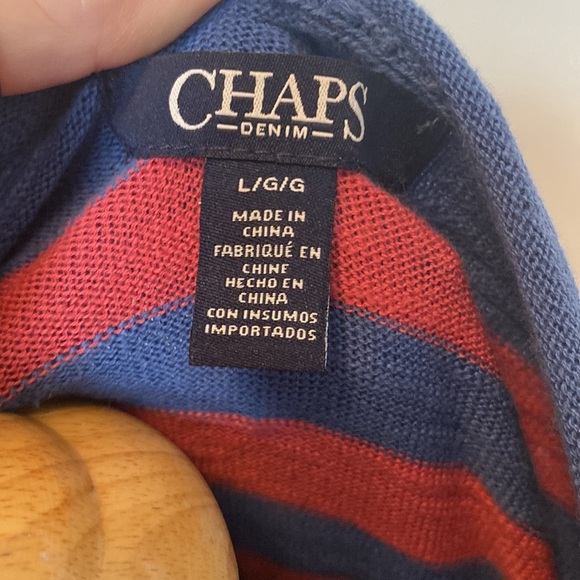 CHAPS
DENIM
L/G/G
MADE IN
CHINA
FABRIQUÉ EN
CHINE
HECHO EN
CHINA
CON INSUMOS
IMPORTADOS